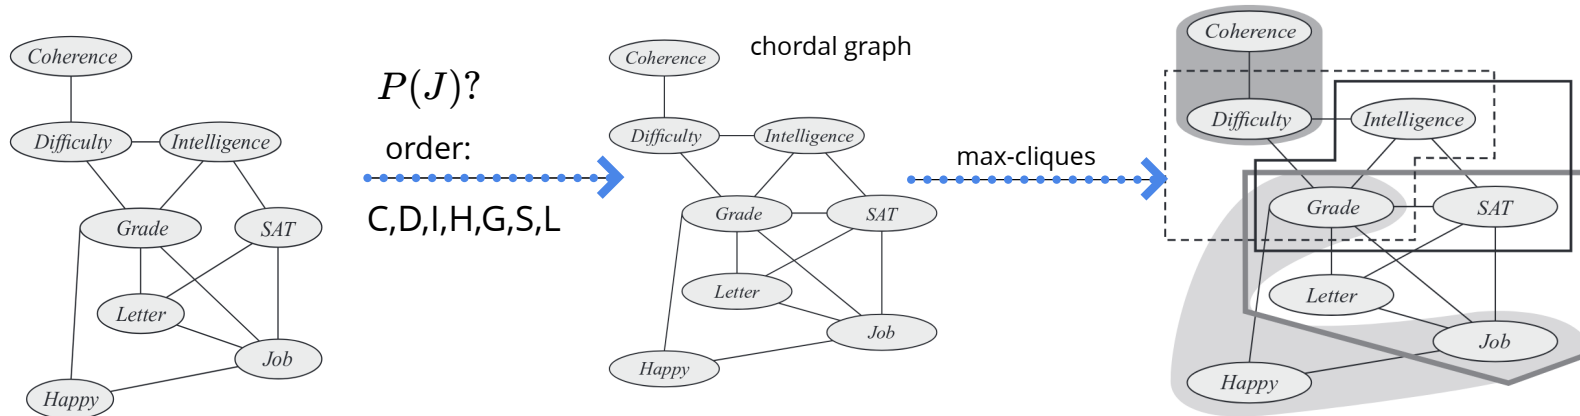 Coherence
Difficulty
Intelligence
Grade
SAT
Letter
Job
Happy
P(J)?
order:
C,D,I,H,G,S,L
chordal graph
Coherence
Difficulty
Intelligence
Grade
SAT
Letter
Job
Happy
max-cliques
Coherence
Difficulty
Intelligence
Grade
SAT
Letter
Job
Happy